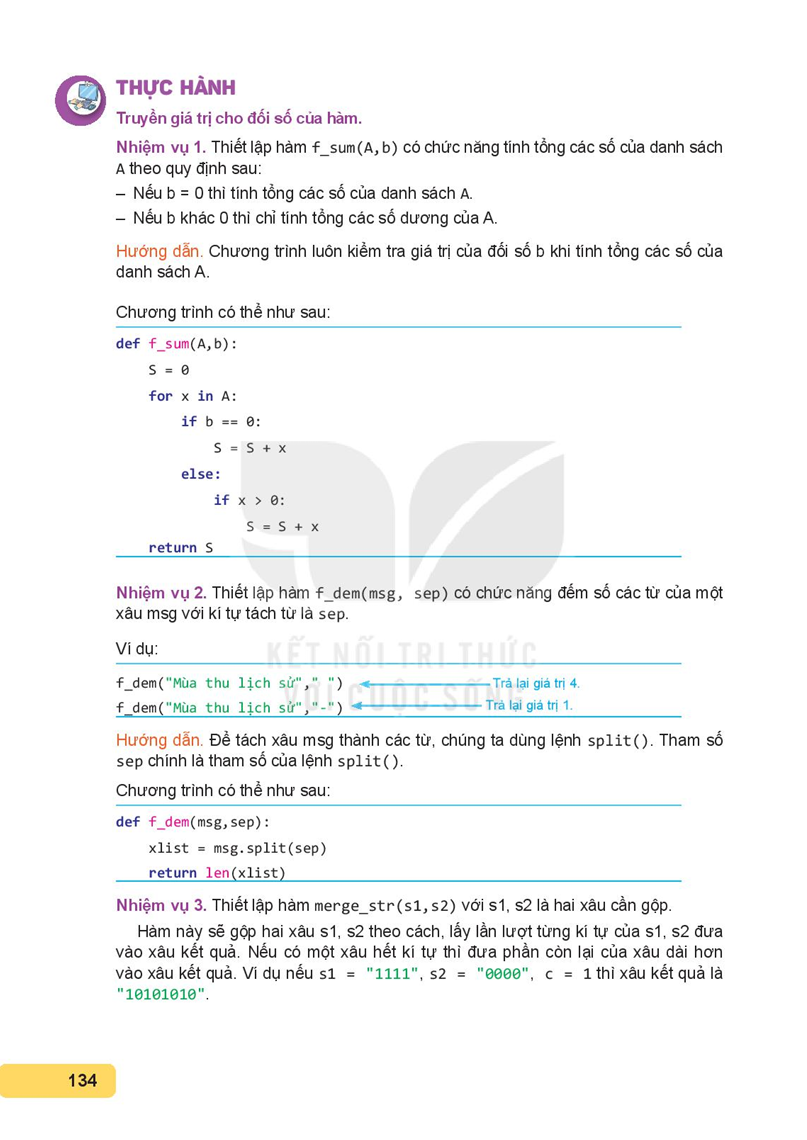 THỰC HÀNH
Truyền giá trị cho đối số của hàm.
Nhiệm vụ 1. Thiết lập hàm f_sum(A,b) có chức năng tính tổng các số của danh sách
A theo quy định sau:
– Nếu b = 0 thì tính tổng các số của danh sách A.
– Nếu b khác 0 thì chỉ tính tổng các số dương của A.
Hướng dẫn. Chương trình luôn kiểm tra giá trị của đối số b khi tính tổng các số của
danh sách A.
Chương trình có thể như sau:
def f_sum(A,b):
    S = 0
    for x in A:
        if b == 0:
            S = S + x
        else:
            if x > 0:
                S = S + x
    return S
Nhiệm vụ 2. Thiết lập hàm f_dem(msg, sep) có chức năng đếm số các từ của một
xâu msg với kí tự tách từ là sep.
KẾT NỐI TRI THỨC
VỚI CUỘC SỐNG
Ví dụ:
f_dem("Mùa thu lịch sử"," ") Trả lại giá trị 4.
f_dem("Mùa thu lịch sử","-") Trả lại giá trị 1.
Hướng dẫn. Để tách xâu msg thành các từ, chúng ta dùng lệnh split(). Tham số
sep chính là tham số của lệnh split().
Chương trình có thể như sau:
def f_dem(msg,sep):
    xlist = msg.split(sep)
    return len(xlist)
Nhiệm vụ 3. Thiết lập hàm merge_str(s1,s2) với s1, s2 là hai xâu cần gộp.
Hàm này sẽ gộp hai xâu s1, s2 theo cách, lấy lần lượt từng kí tự của s1, s2 đưa
vào xâu kết quả. Nếu có một xâu hết kí tự thì đưa phần còn lại của xâu dài hơn
vào xâu kết quả. Ví dụ nếu s1 = "1111", s2 = "0000", c = 1 thì xâu kết quả là
"10101010".
134